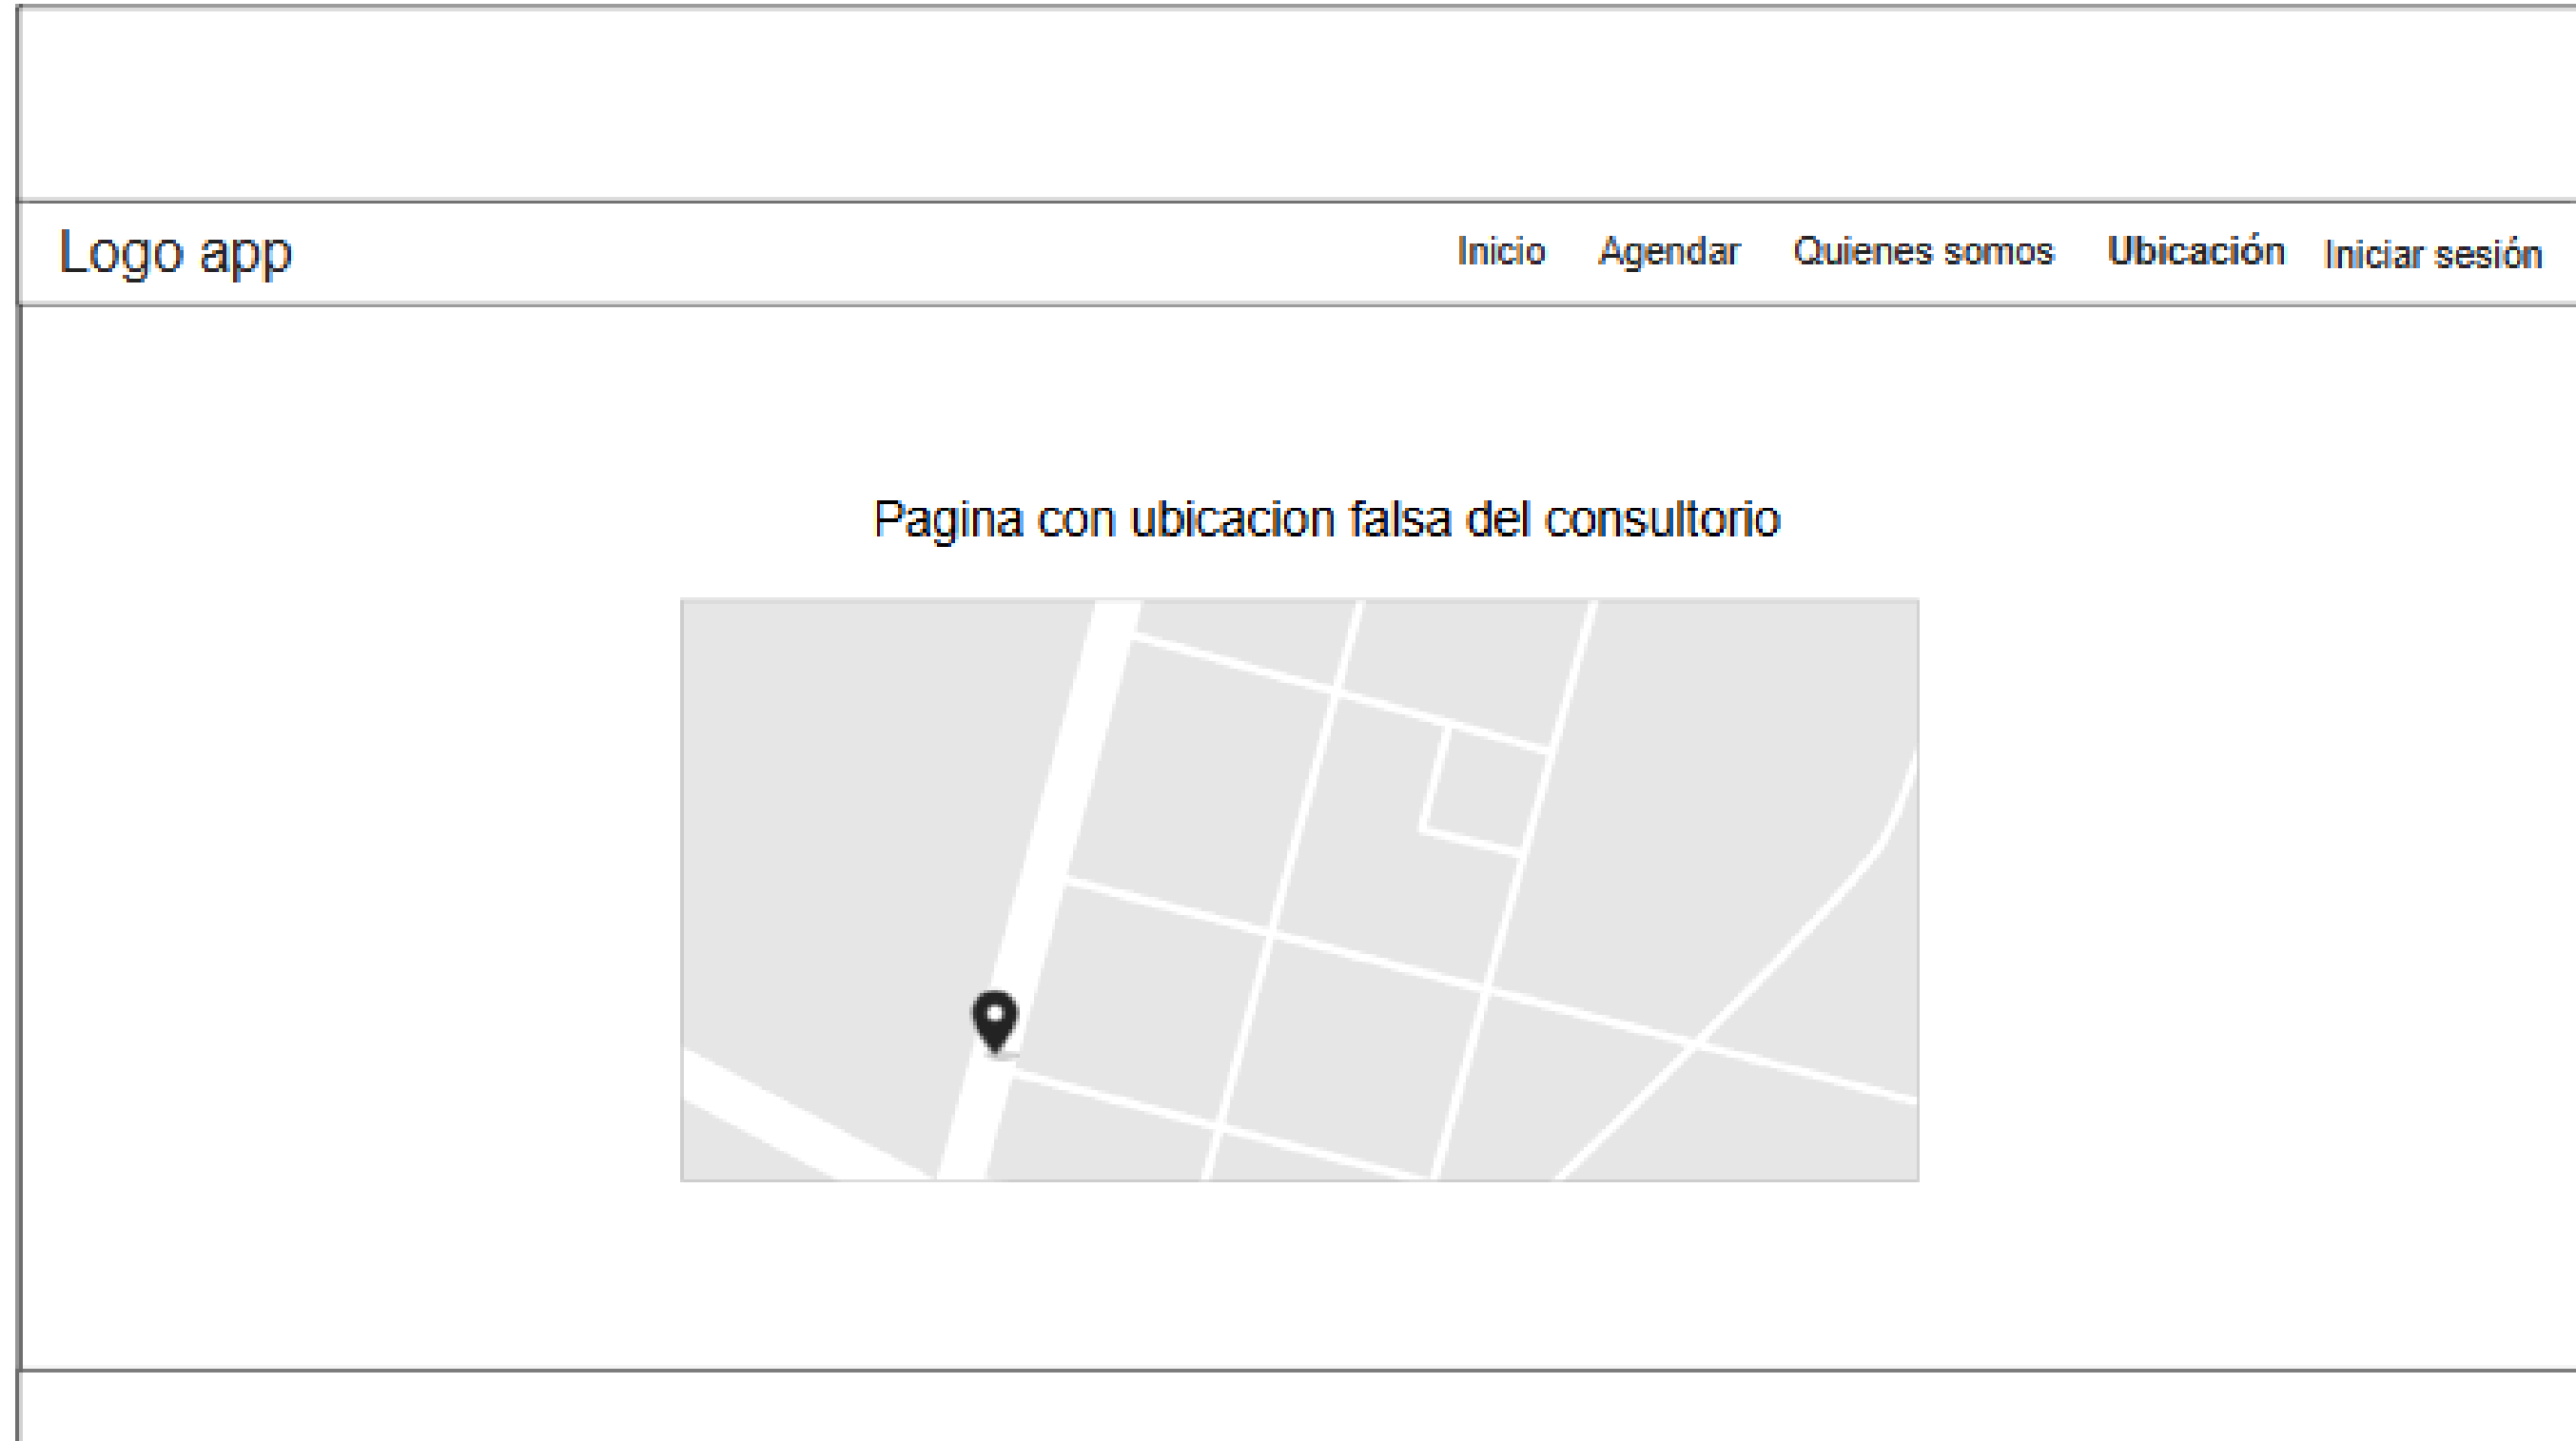 Logo app
Inicio Agendar Quienes somos Ubicación Iniciar sesión
Pagina con ubicacion falsa del consultorio